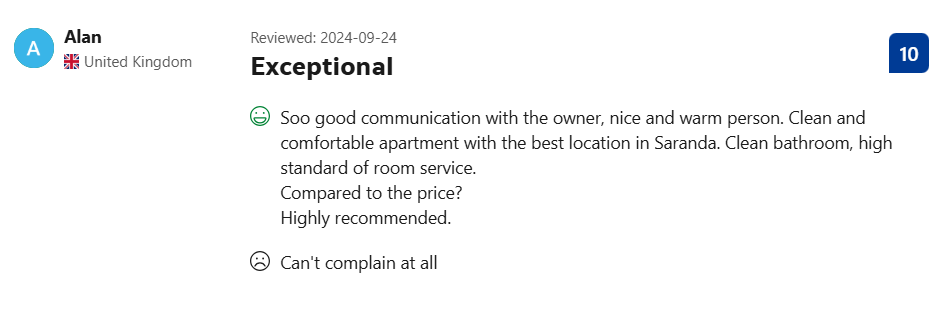 A
Alan
United Kingdom
Reviewed: 2024-09-24
Exceptional
10
Soo good communication with the owner, nice and warm person. Clean and
comfortable apartment with the best location in Saranda. Clean bathroom, high
standard of room service.
Compared to the price?
Highly recommended.
Can't complain at all